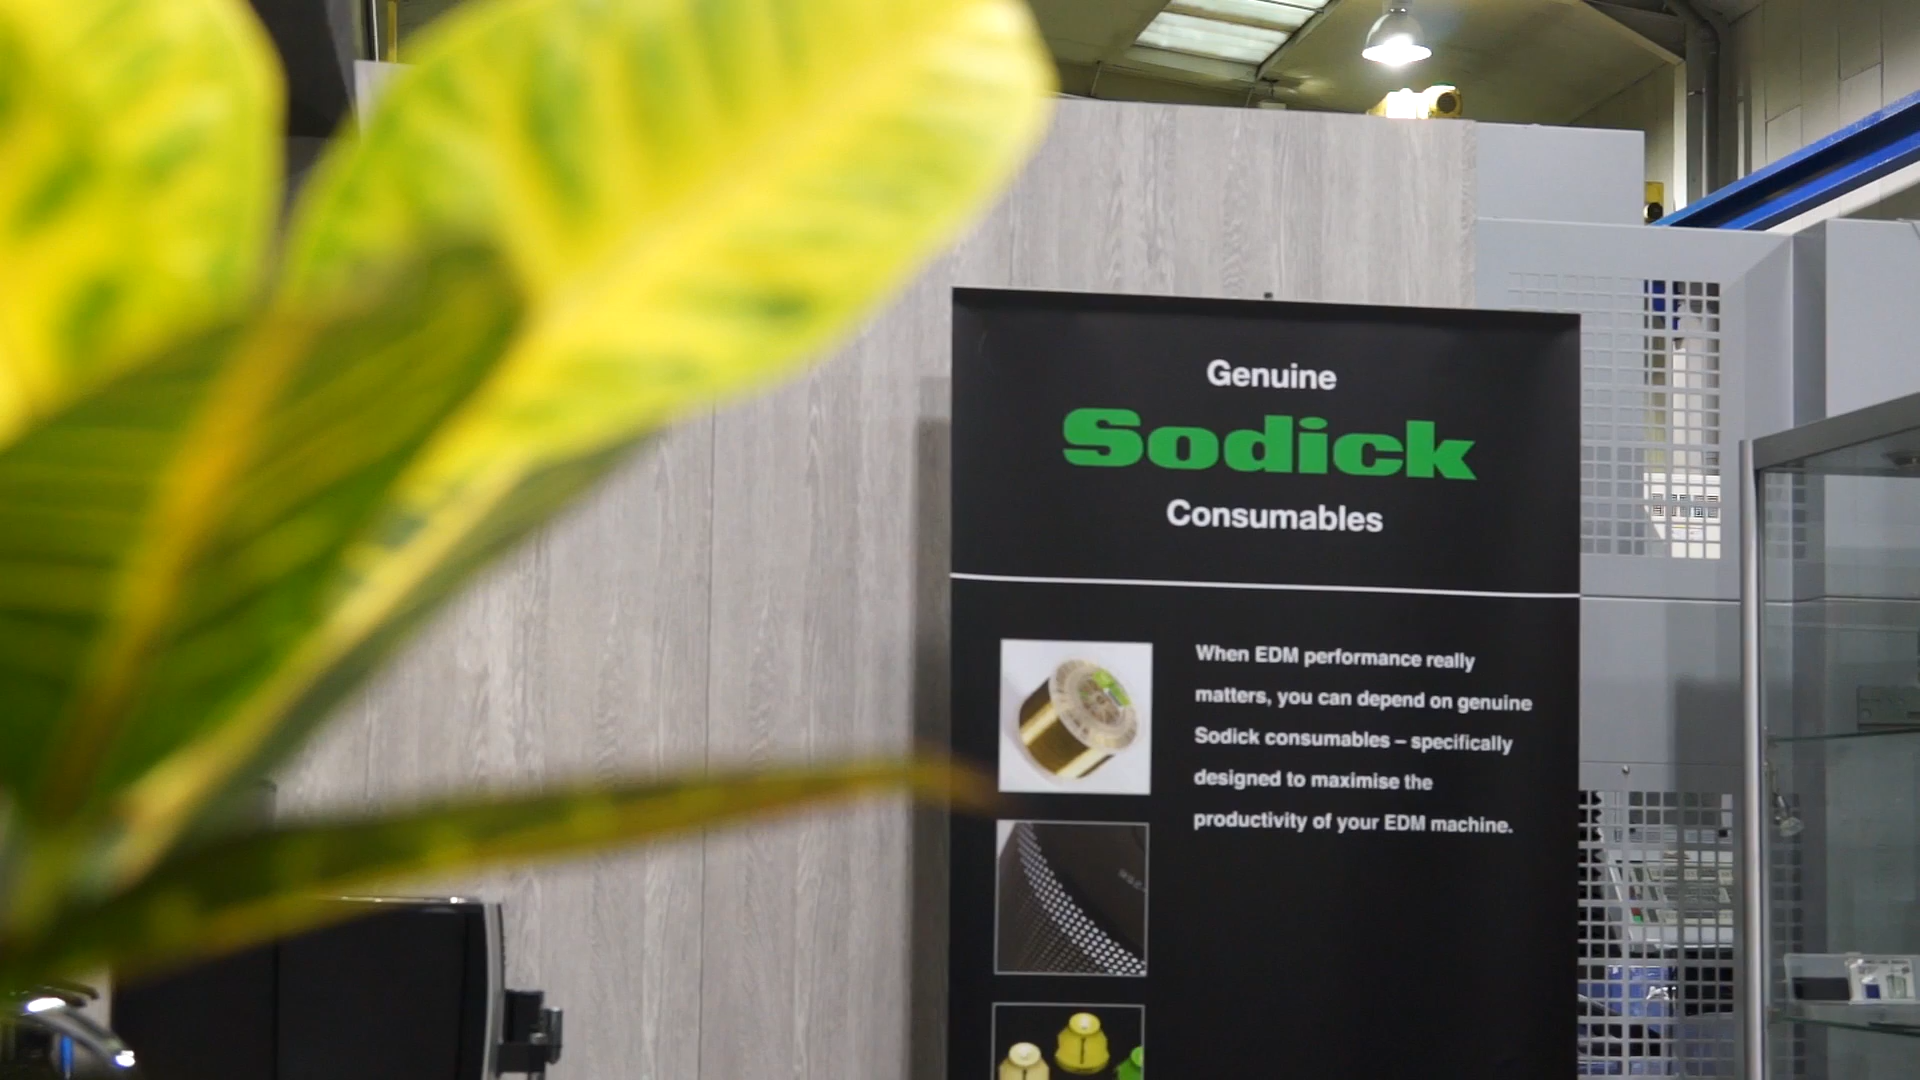 Genuine
Sodick
Consumables
When EDM performance really
matters, you can depend on genuine
Sodick consumables – specifically
designed to maximise the
productivity of your EDM machine.